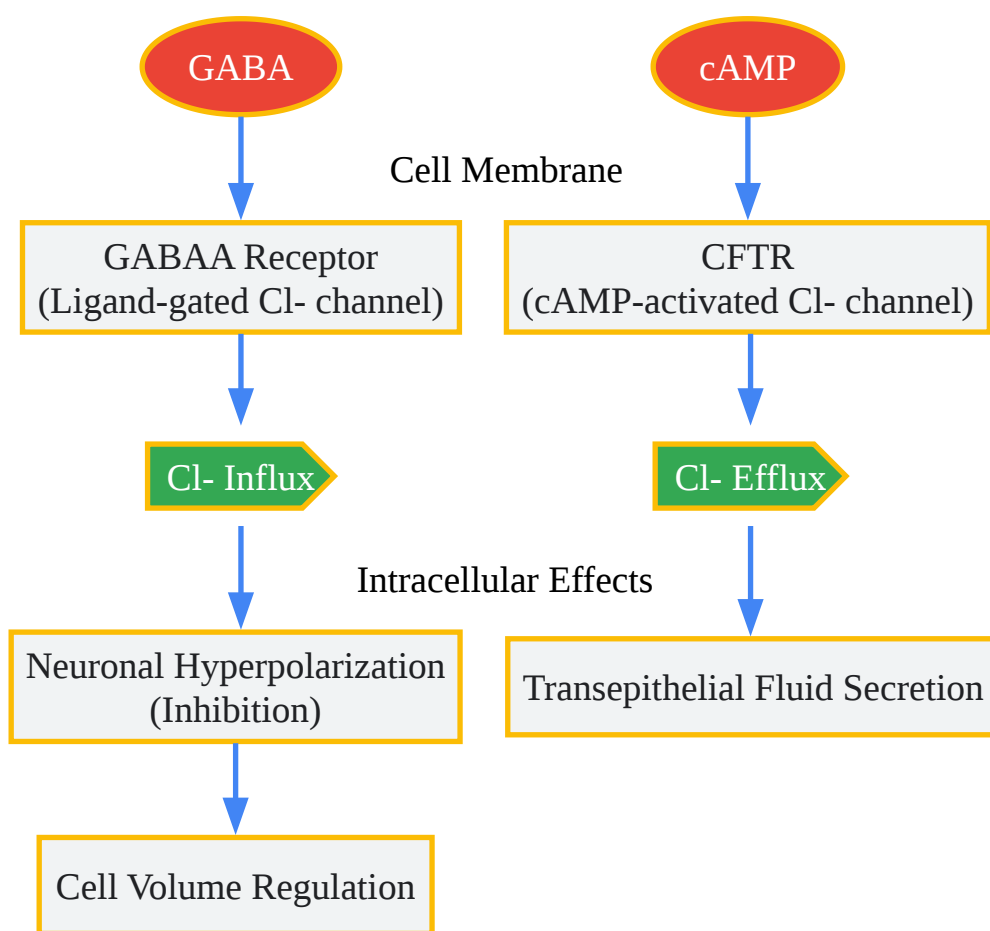 GABA
cAMP
Cell Membrane
GABAA Receptor
(Ligand-gated Cl- channel)
CFTR
(cAMP-activated Cl- channel)
Cl- Influx
Cl- Efflux
Intracellular Effects
Neuronal Hyperpolarization
(Inhibition)
Transepithelial Fluid Secretion
Cell Volume Regulation